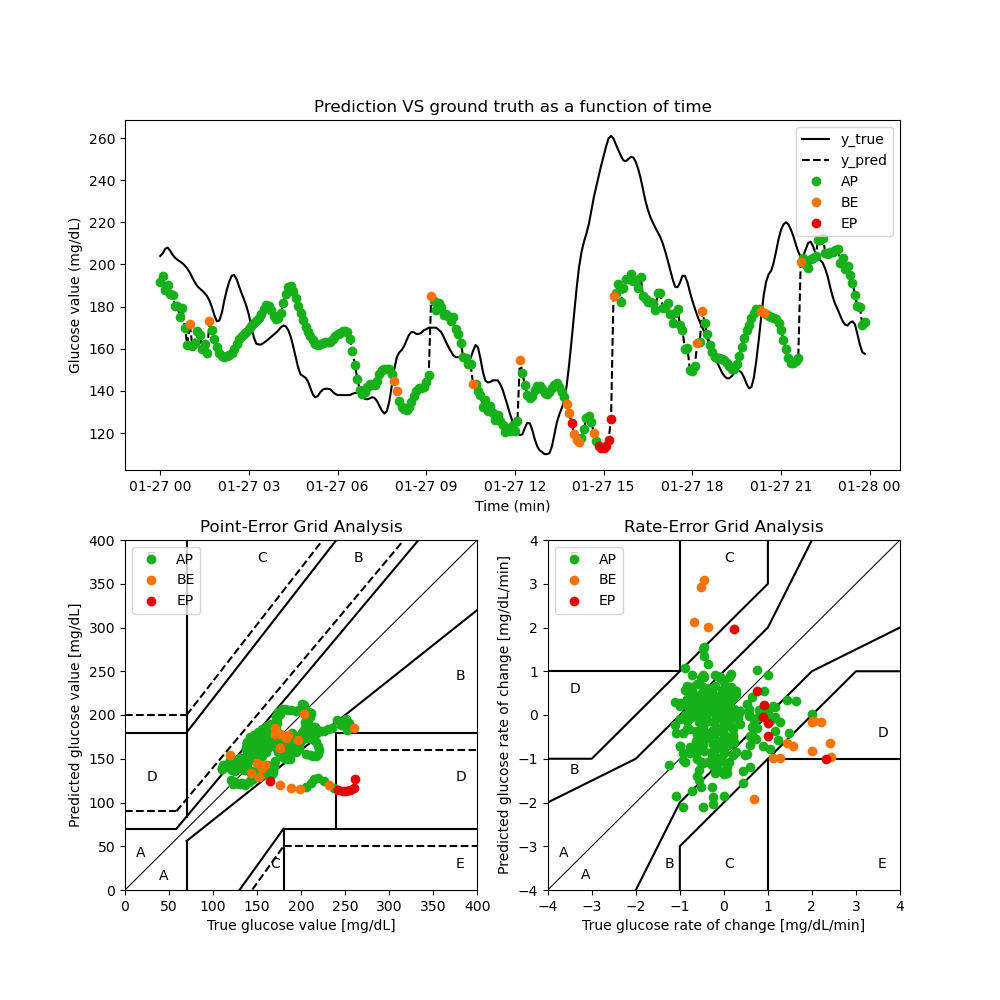 Prediction VS ground truth as a function of time
Glucose value (mg/dL)
260
240
220
200
180
160
140
120
y_true
y_pred
AP
BE
EP
01-27 00 01-27 03 01-27 06 01-27 09 01-27 12 01-27 15 01-27 18 01-27 21 01-28 00
Time (min)
Point-Error Grid Analysis
Predicted glucose value [mg/dL]
400
350
300
250
200
150
100
50
0
AP
BE
EP
C
B
B
D
D
A
A
C
E
0 50 100 150 200 250 300 350 400
True glucose value [mg/dL]
Rate-Error Grid Analysis
Predicted glucose rate of change [mg/dL/min]
4
3
2
1
0
−1
−2
−3
−4
AP
BE
EP
C
D
D
B
A
A
B
C
E
−4 −3 −2 −1 0 1 2 3 4
True glucose rate of change [mg/dL/min]